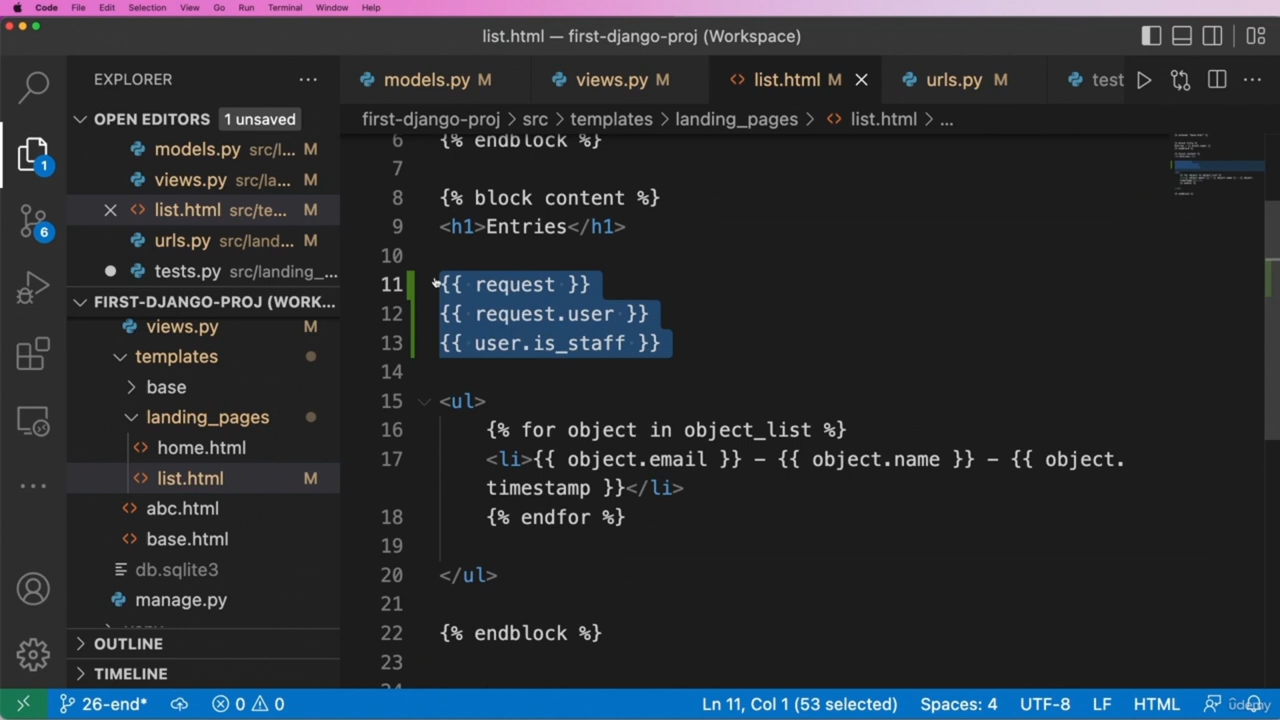 Code File Edit Selection View Go Run Terminal Window Help
list.html — first-django-proj (Workspace)
EXPLORER
models.py M views.py M list.html M urls.py M test
OPEN EDITORS 1 unsaved
first-django-proj > src > templates > landing_pages > list.html > ...
models.py src/l... M
views.py src/la... M
list.html src/te... M
urls.py src/land... M
tests.py src/landing_...
FIRST-DJANGO-PROJ (WORK...
views.py M
templates
base
landing_pages
home.html
list.html M
abc.html
base.html
db.sqlite3
manage.py
OUTLINE
TIMELINE
1
6
6 {% endblock %}
7
8 {% block content %}
9 <h1>Entries</h1>
10
11 {{ request }}
12 {{ request.user }}
13 {{ user.is_staff }}
14
15 <ul>
16 {% for object in object_list %}
17 <li>{{ object.email }} - {{ object.name }} - {{ object.
timestamp }}</li>
18 {% endfor %}
19
20 </ul>
21
22 {% endblock %}
23
26-end* 0 0 Ln 11, Col 1 (53 selected) Spaces: 4 UTF-8 LF HTML
udemy